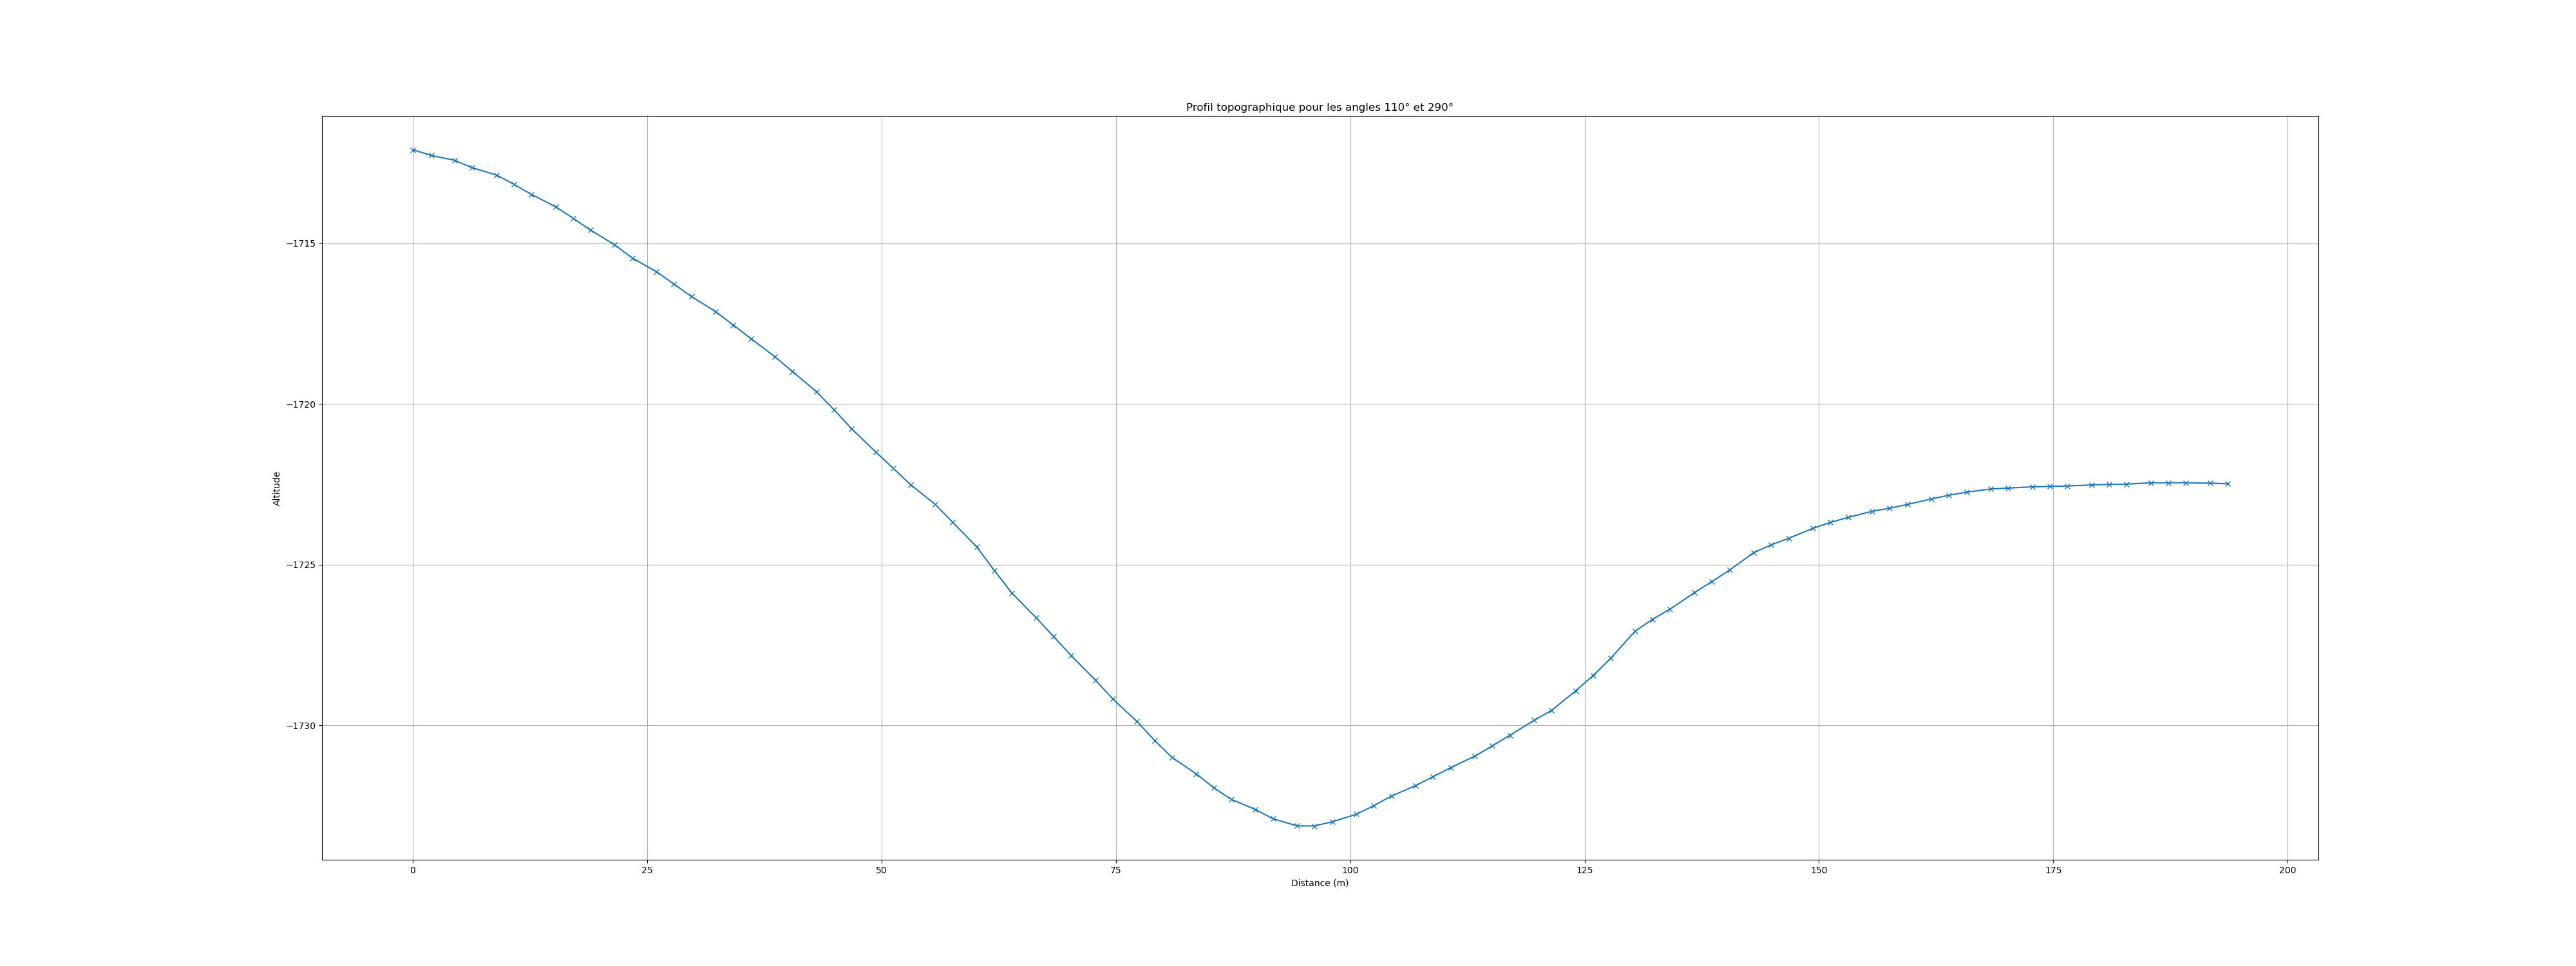 Profil topographique pour les angles 110° et 290°
−1715
−1720
−1725
−1730
Altitude
0 25 50 75 100 125 150 175 200
Distance (m)